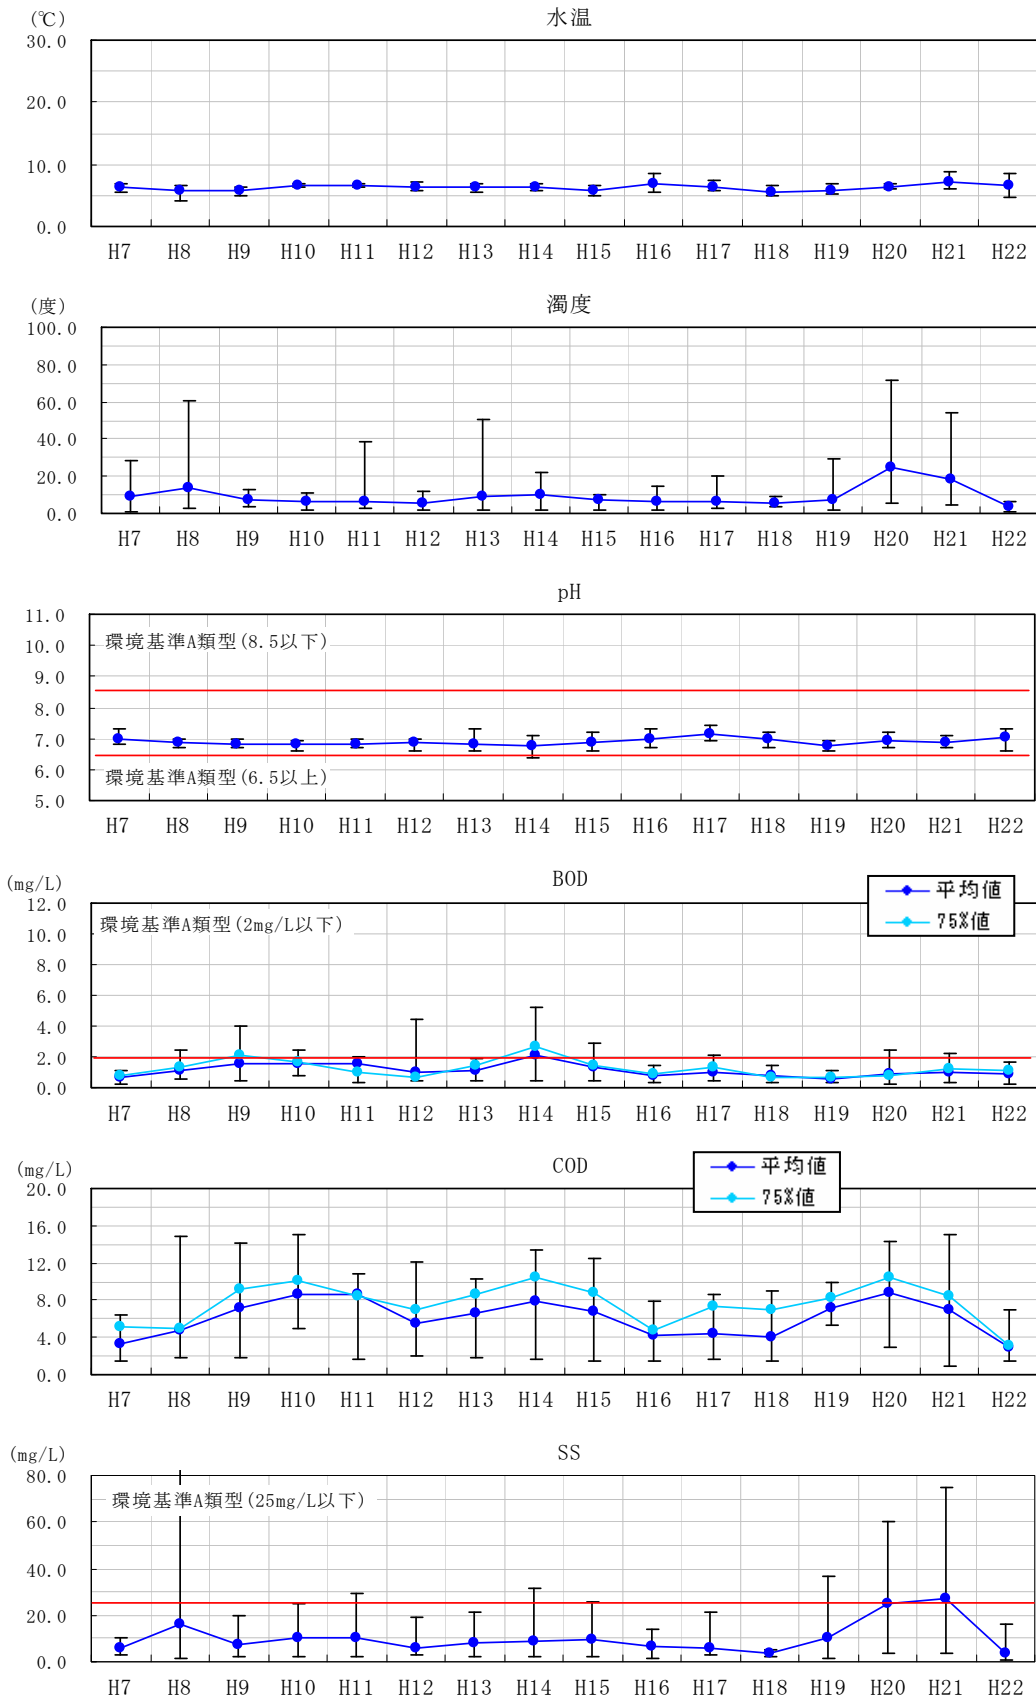 (℃)
水温
30.0
20.0
10.0
0.0
H7 H8 H9 H10 H11 H12 H13 H14 H15 H16 H17 H18 H19 H20 H21 H22
(度)
濁度
100.0
80.0
60.0
40.0
20.0
0.0
H7 H8 H9 H10 H11 H12 H13 H14 H15 H16 H17 H18 H19 H20 H21 H22
pH
11.0
環境基準A類型(8.5以下)
10.0
9.0
8.0
7.0
6.0
環境基準A類型(6.5以上)
5.0
H7 H8 H9 H10 H11 H12 H13 H14 H15 H16 H17 H18 H19 H20 H21 H22
(mg/L)
BOD
平均値
75%値
12.0
環境基準A類型(2mg/L以下)
10.0
8.0
6.0
4.0
2.0
0.0
H7 H8 H9 H10 H11 H12 H13 H14 H15 H16 H17 H18 H19 H20 H21 H22
(mg/L)
COD
平均値
75%値
20.0
16.0
12.0
8.0
4.0
0.0
H7 H8 H9 H10 H11 H12 H13 H14 H15 H16 H17 H18 H19 H20 H21 H22
(mg/L)
SS
80.0
環境基準A類型(25mg/L以下)
60.0
40.0
20.0
0.0
H7 H8 H9 H10 H11 H12 H13 H14 H15 H16 H17 H18 H19 H20 H21 H22